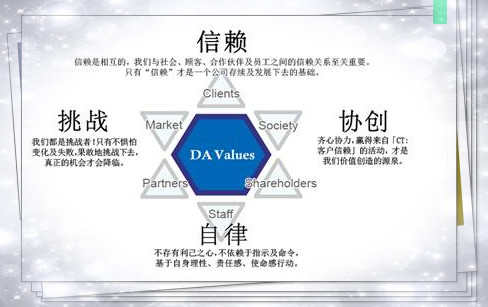 信赖
信赖是相互的，我们与社会、顾客、合作伙伴及员工之间的信赖关系至关重要。
只有“信赖”才是一个公司存续及发展下去的基础。
Clients
挑战
我们都是挑战者！只有不惧怕
变化及失败，果敢地挑战下去，
真正的机会才会降临。
Market
Society
DA Values
Partners
Shareholders
Staff
协创
齐心协力，赢得来自「CT：
客户信赖」的活动，才是
我们价值创造的源泉。
自律
不存有利己之心，不依赖于指示及命令，
基于自身理性、责任感、使命感行动。